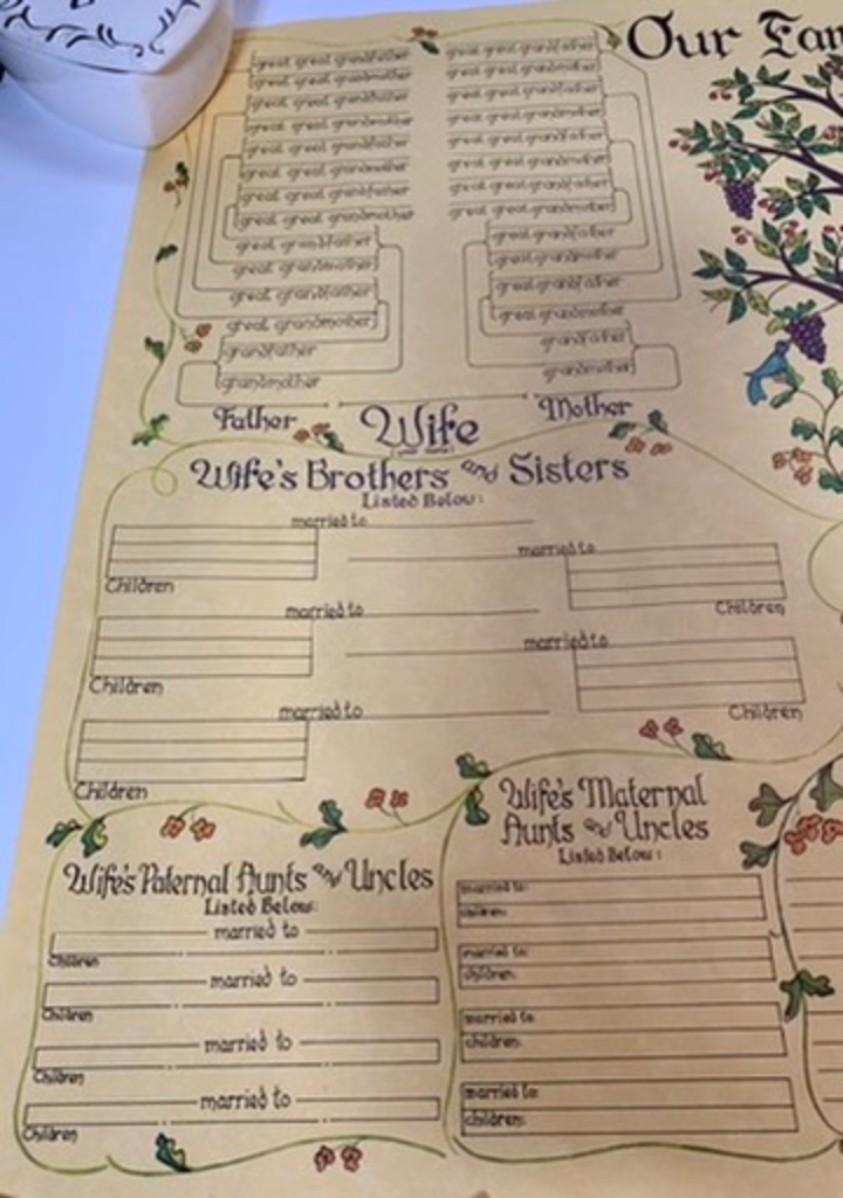 Our Fam
great great grandfather
great great grandmother
great great grandfather
great great grandmother
great great grandfather
great great grandmother
great great grandfather
great great grandmother
great grandfather
great grandmother
great grandfather
great grandmother
grandfather
grandmother
great great grandfather
great great grandmother
great great grandfather
great great grandmother
great great grandfather
great great grandmother
great great grandfather
great great grandmother
great grandfather
great grandmother
great grandfather
great grandmother
grandfather
grandmother
Father Wife Mother
Wife's Brothers and Sisters
Listed Below:
married to
married to
Children
Children
married to
married to
Children
Children
married to
Children
Wife's Paternal Aunts and Uncles
Listed Below:
married to
Children
married to
Children
married to
Children
married to
Children
Wife's Maternal
Aunts and Uncles
Listed Below:
married to:
children:
married to:
children:
married to:
children:
married to:
children: